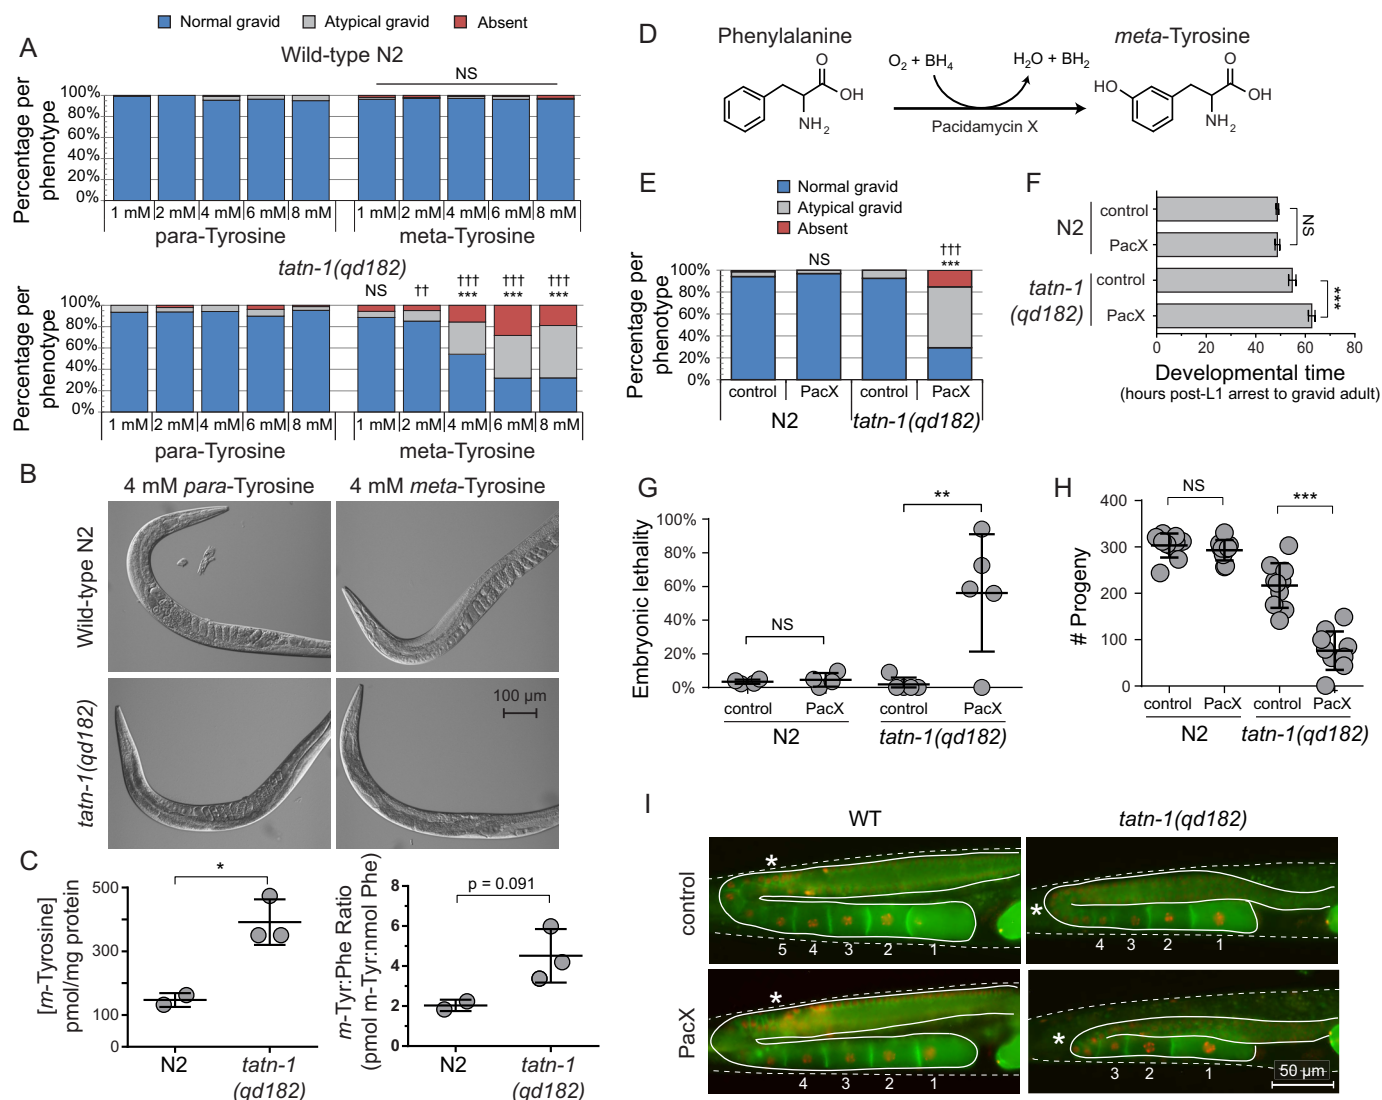 Normal gravid Atypical gravid Absent
A
Wild-type N2
NS
Percentage per
phenotype
100%
80%
60%
40%
20%
0%
1 mM 2 mM 4 mM 6 mM 8 mM 1 mM 2 mM 4 mM 6 mM 8 mM
para-Tyrosine meta-Tyrosine
tatn-1(qd182)
NS †† ††† ††† †††
*** *** ***
Percentage per
phenotype
100%
80%
60%
40%
20%
0%
1 mM 2 mM 4 mM 6 mM 8 mM 1 mM 2 mM 4 mM 6 mM 8 mM
para-Tyrosine meta-Tyrosine
B
4 mM para-Tyrosine 4 mM meta-Tyrosine
Wild-type N2
tatn-1(qd182)
100 µm
C
[m-Tyrosine]
pmol/mg protein
500
300
100
0
*
N2 tatn-1
(qd182)
m-Tyr:Phe Ratio
(pmol m-Tyr:nmol Phe)
8
6
4
2
0
p = 0.091
N2 tatn-1
(qd182)
D
Phenylalanine meta-Tyrosine
O2 + BH4 H2O + BH2
O
OH
NH2
Pacidamycin X
HO
O
OH
NH2
E
Normal gravid
Atypical gravid
Absent
Percentage per
phenotype
100%
80%
60%
40%
20%
0%
NS
†††
***
control PacX control PacX
N2 tatn-1(qd182)
F
N2
control
PacX
NS
tatn-1
(qd182)
control
PacX
***
0 20 40 60 80
Developmental time
(hours post-L1 arrest to gravid adult)
G
Embryonic lethality
100%
80%
60%
40%
20%
0%
NS
**
control PacX control PacX
N2 tatn-1(qd182)
H
# Progeny
400
300
200
100
0
NS
***
control PacX control PacX
N2 tatn-1(qd182)
I
WT tatn-1(qd182)
control
*
5 4 3 2 1
*
4 3 2 1
PacX
*
4 3 2 1
*
3 2 1
50 µm